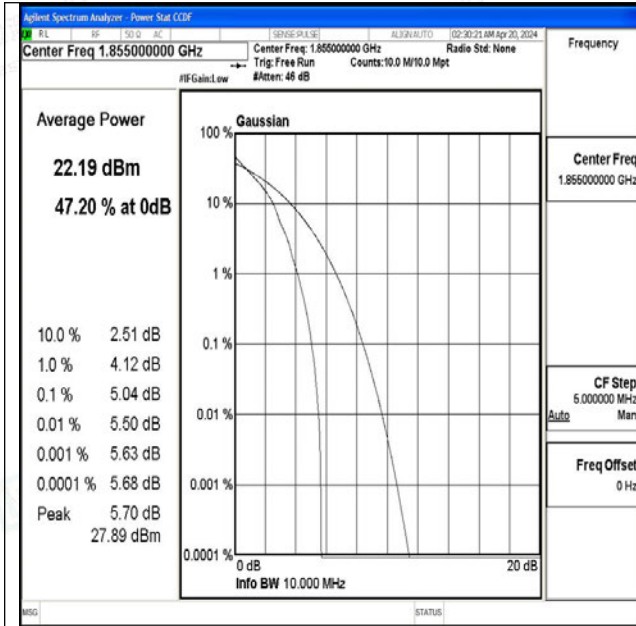 Agilent Spectrum Analyzer - Power Stat CCDF
RL RF 50 Ω AC SENSE:PULSE ALIGNAUTO 02:30:21 AM Apr 20, 2024
Center Freq 1.855000000 GHz
Center Freq: 1.855000000 GHz Radio Std: None
Trig: Free Run Counts:10.0 M/10.0 Mpt
#IFGain:Low #Atten: 46 dB
Frequency
Average Power
22.19 dBm
47.20 % at 0dB
10.0 % 2.51 dB
1.0 % 4.12 dB
0.1 % 5.04 dB
0.01 % 5.50 dB
0.001 % 5.63 dB
0.0001 % 5.68 dB
Peak 5.70 dB
27.89 dBm
Gaussian
100 %
10 %
1 %
0.1 %
0.01 %
0.001 %
0.0001 %
0 dB 20 dB
Info BW 10.000 MHz
Center Freq
1.855000000 GHz
CF Step
5.000000 MHz
Auto Man
Freq Offset
0 Hz
MSG STATUS